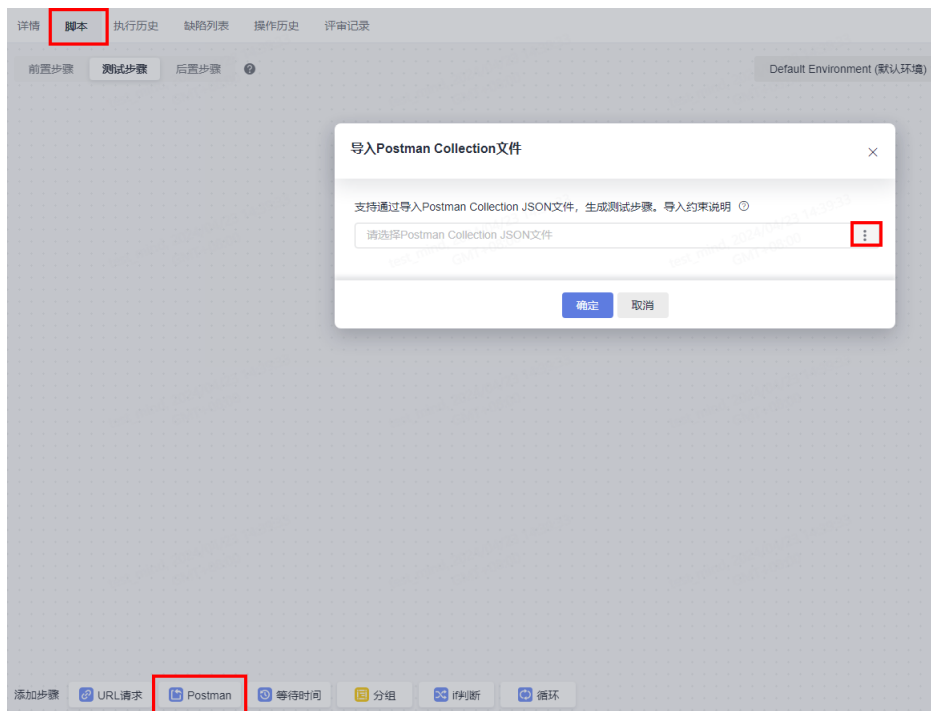 详情 脚本 执行历史 缺陷列表 操作历史 评审记录
前置步骤 测试步骤 后置步骤 Default Environment (默认环境)
导入Postman Collection文件
支持通过导入Postman Collection JSON文件，生成测试步骤。导入约束说明
请选择Postman Collection JSON文件
确定 取消
添加步骤 URL请求 Postman 等待时间 分组 if判断 循环